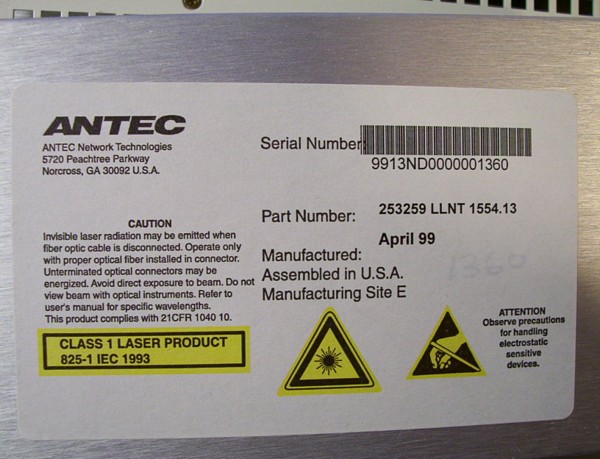 ANTEC
ANTEC Network Technologies
5720 Peachtree Parkway
Norcross, GA 30092 U.S.A.
Serial Number:
9913ND0000001360
Part Number: 253259 LLNT 1554.13
Manufactured: April 99
Assembled in U.S.A.
Manufacturing Site E
1360
CAUTION
Invisible laser radiation may be emitted when
fiber optic cable is disconnected. Operate only
with proper optical fiber installed in connector.
Unterminated optical connectors may be
energized. Avoid direct exposure to beam. Do not
view beam with optical instruments. Refer to
user's manual for specific wavelengths.
This product complies with 21CFR 1040 10.
CLASS 1 LASER PRODUCT
825-1 IEC 1993
ATTENTION
Observe precautions
for handling
electrostatic
sensitive
devices.